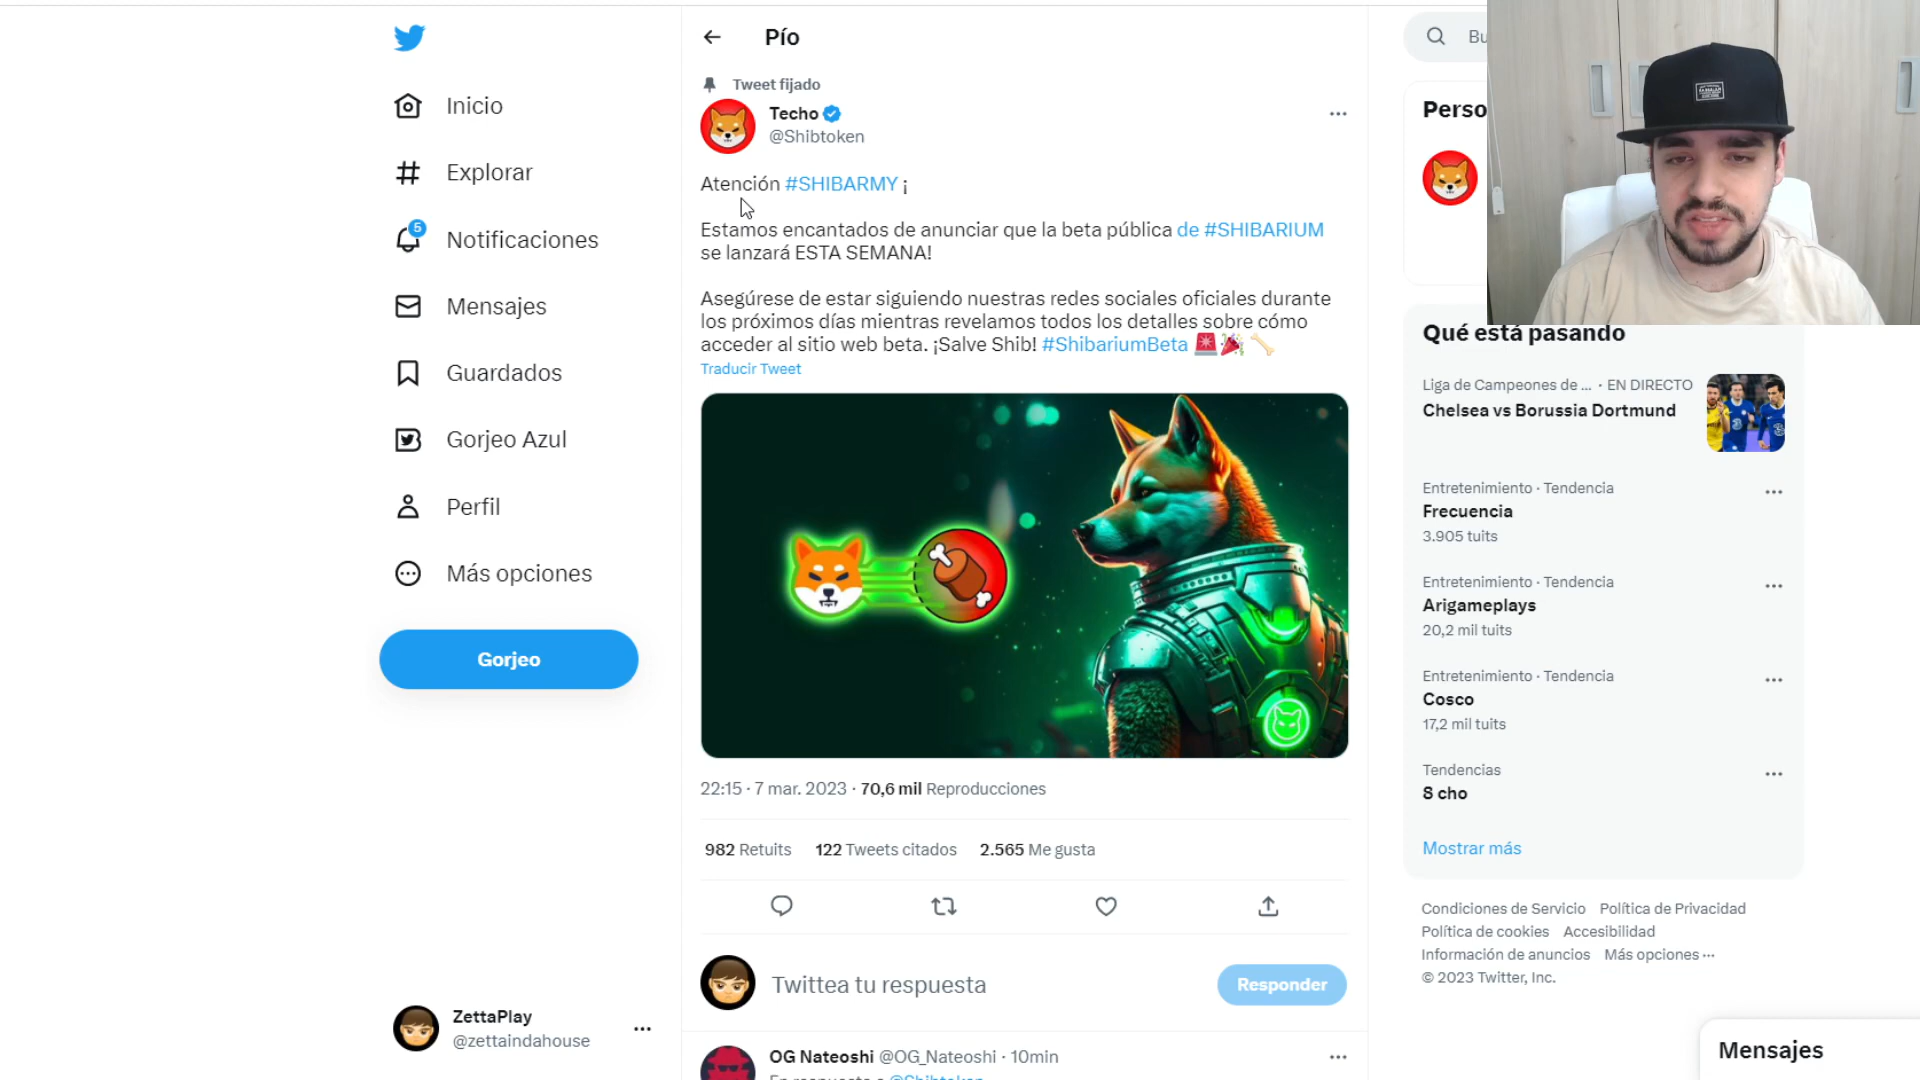 Pío
Tweet fijado
Techo
@Shibtoken
Atención #SHIBARMY ¡
Estamos encantados de anunciar que la beta pública de #SHIBARIUM
se lanzará ESTA SEMANA!
Asegúrese de estar siguiendo nuestras redes sociales oficiales durante
los próximos días mientras revelamos todos los detalles sobre cómo
acceder al sitio web beta. ¡Salve Shib! #ShibariumBeta 🚨🎉🦴
Traducir Tweet
22:15 · 7 mar. 2023 · 70,6 mil Reproducciones
982 Retuits 122 Tweets citados 2.565 Me gusta
Twittea tu respuesta
Responder
OG Nateoshi @OG_Nateoshi · 10min
En respuesta a @Shibtoken
Inicio
Explorar
5
Notificaciones
Mensajes
Guardados
Gorjeo Azul
Perfil
Más opciones
Gorjeo
ZettaPlay
@zettaindahouse
Bu
Perso
Qué está pasando
Liga de Campeones de ... · EN DIRECTO
Chelsea vs Borussia Dortmund
Entretenimiento · Tendencia
Frecuencia
3.905 tuits
Entretenimiento · Tendencia
Arigameplays
20,2 mil tuits
Entretenimiento · Tendencia
Cosco
17,2 mil tuits
Tendencias
8 cho
Mostrar más
Condiciones de Servicio Política de Privacidad
Política de cookies Accesibilidad
Información de anuncios Más opciones ···
© 2023 Twitter, Inc.
Mensajes